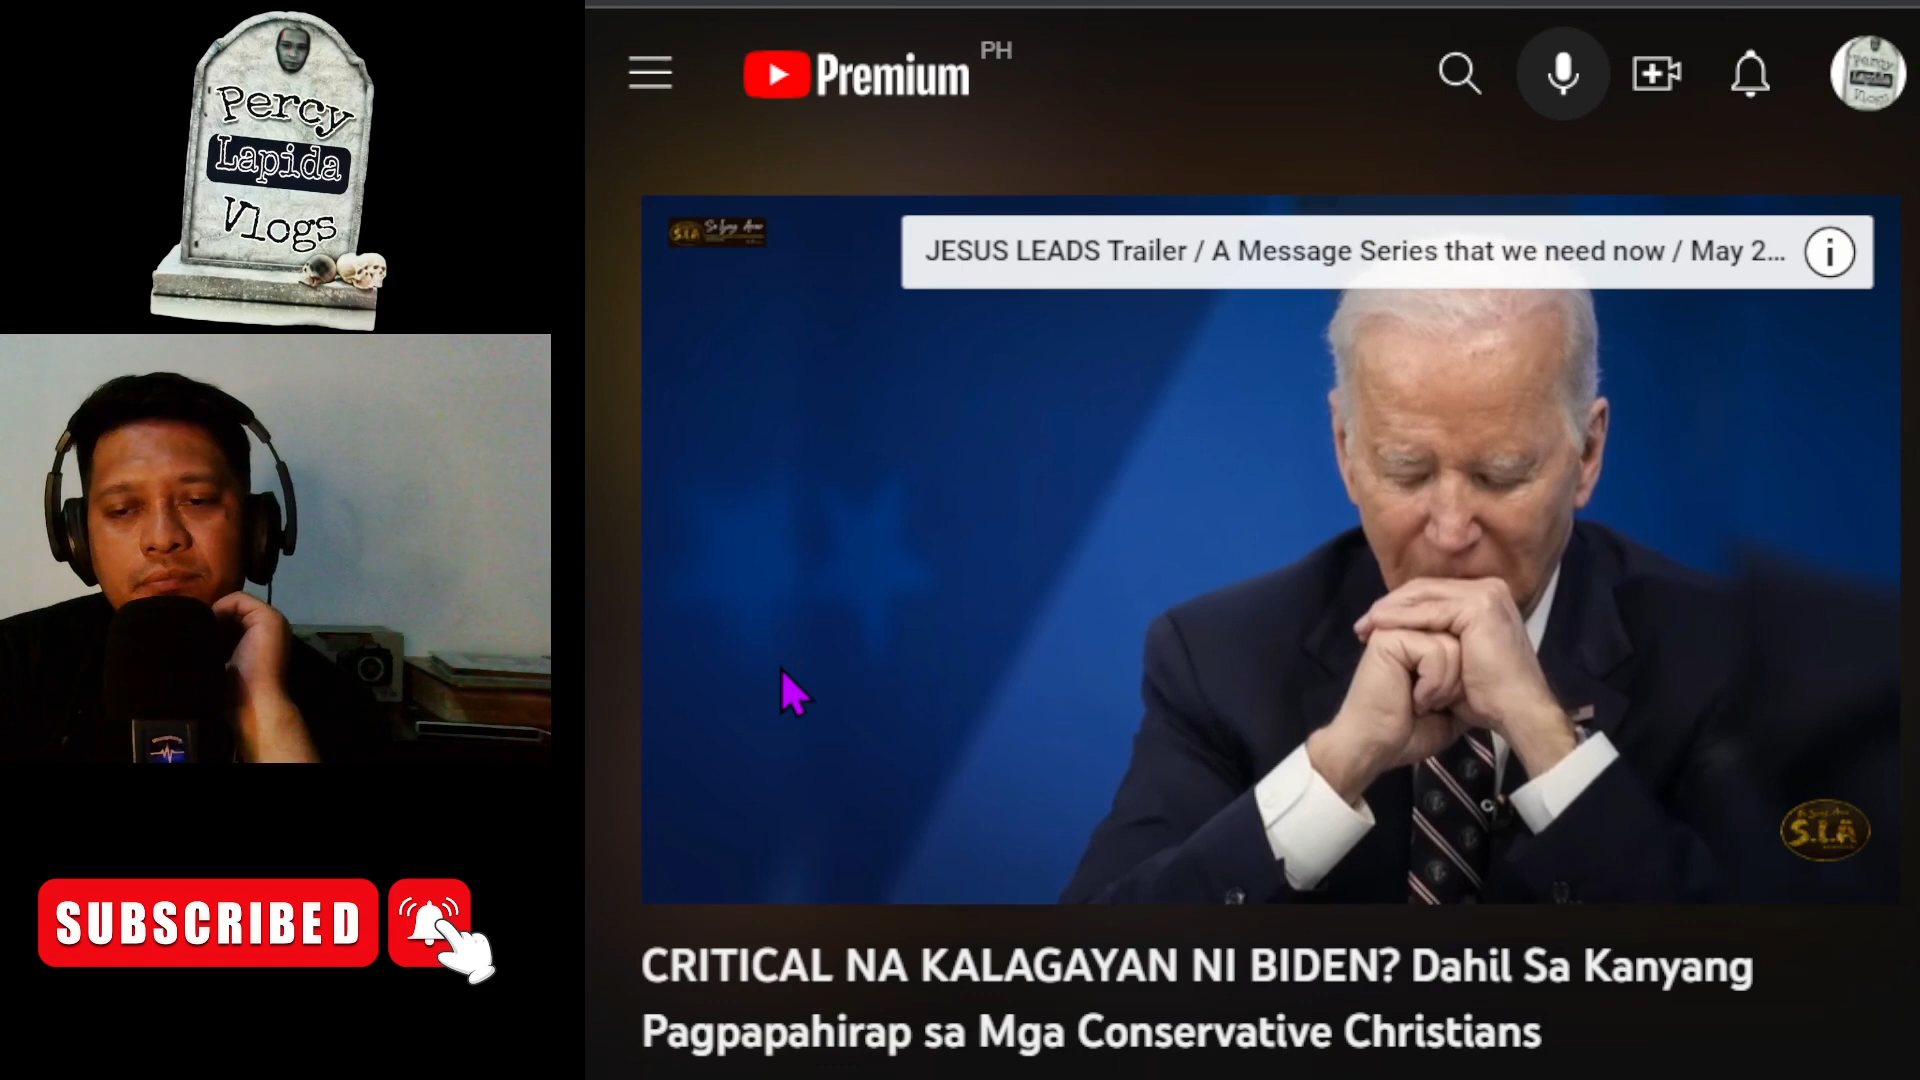 Percy
Lapida
Vlogs
Premium PH
JESUS LEADS Trailer / A Message Series that we need now / May 2...
S.I.A
SUBSCRIBED
CRITICAL NA KALAGAYAN NI BIDEN? Dahil Sa Kanyang
Pagpapahirap sa Mga Conservative Christians